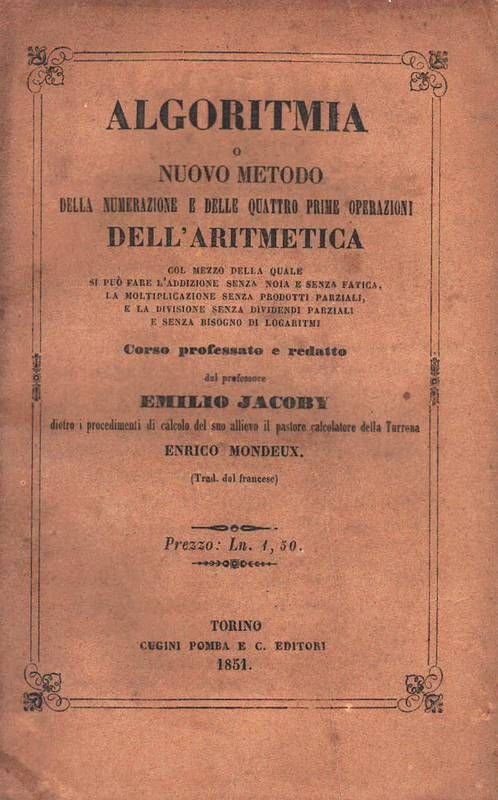 ALGORITMIA
O
NUOVO METODO
DELLA NUMERAZIONE E DELLE QUATTRO PRIME OPERAZIONI
DELL'ARITMETICA
COL MEZZO DELLA QUALE
SI PUÒ FARE L'ADDIZIONE SENZA NOIA E SENZA FATICA,
LA MOLTIPLICAZIONE SENZA PRODOTTI PARZIALI,
E LA DIVISIONE SENZA DIVIDENDI PARZIALI
E SENZA BISOGNO DI LOGARITMI
Corso professato e redatto
dal professore
EMILIO JACOBY
dietro i procedimenti di calcolo del suo allievo il pastore calcolatore della Turrena
ENRICO MONDEUX.
(Trad. dal francese)
Prezzo: Ln. 1, 50.
TORINO
CUGINI POMBA E C. EDITORI
1851.